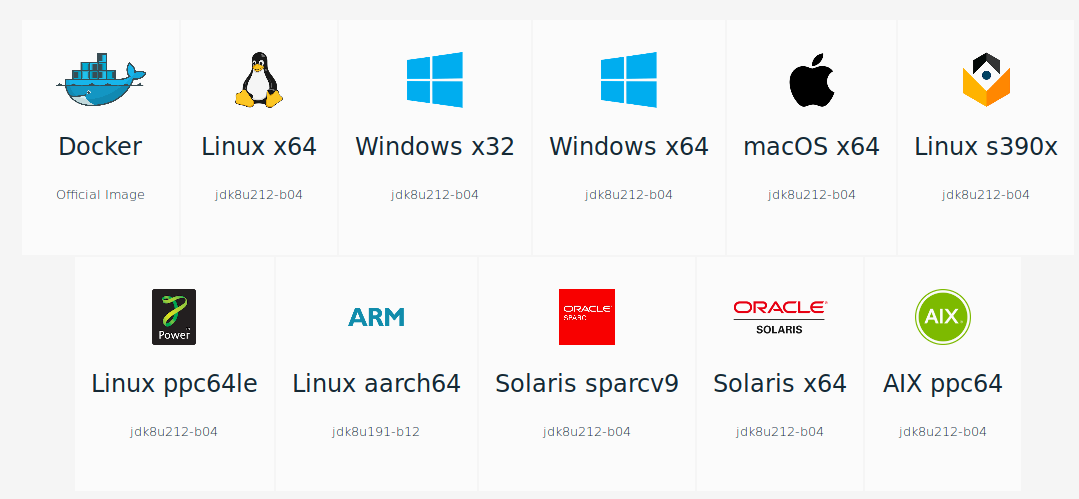 Docker
Official Image
Linux x64
jdk8u212-b04
Windows x32
jdk8u212-b04
Windows x64
jdk8u212-b04
macOS x64
jdk8u212-b04
Linux s390x
jdk8u212-b04
Power
Linux ppc64le
jdk8u212-b04
ARM
Linux aarch64
jdk8u191-b12
ORACLE
SPARC
Solaris sparcv9
jdk8u212-b04
ORACLE®
SOLARIS
Solaris x64
jdk8u212-b04
AIX
AIX ppc64
jdk8u212-b04